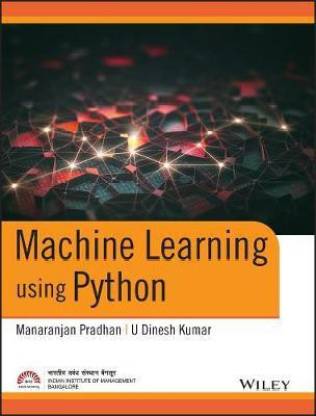 Machine Learning
using Python
Manaranjan Pradhan | U Dinesh Kumar
भारतीय प्रबंध संस्थान बेंगलूर
INDIAN INSTITUTE OF MANAGEMENT
BANGALORE
WILEY